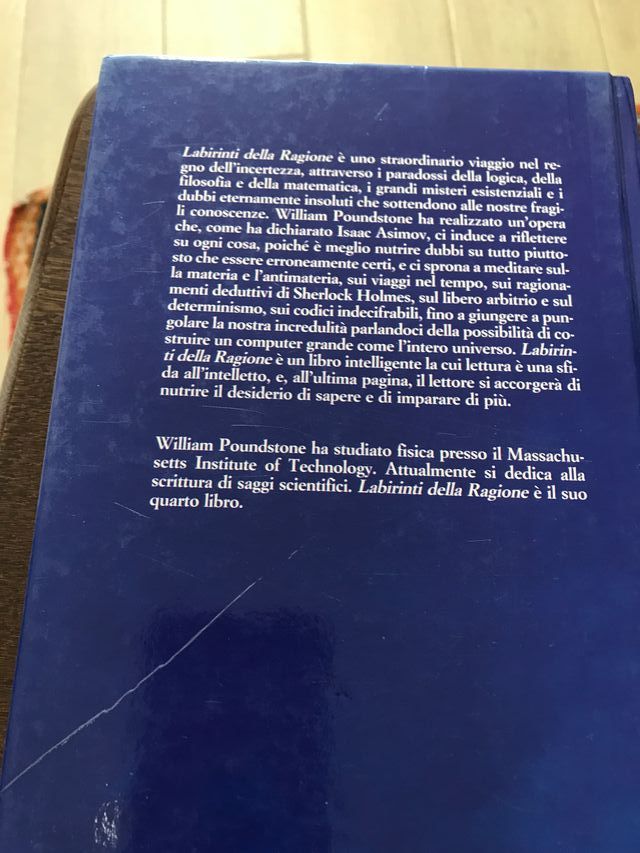 Labirinti della Ragione è uno straordinario viaggio nel re-
gno dell'incertezza, attraverso i paradossi della logica, della
filosofia e della matematica, i grandi misteri esistenziali e i
dubbi eternamente insoluti che sottendono alle nostre fragi-
li conoscenze. William Poundstone ha realizzato un'opera
che, come ha dichiarato Isaac Asimov, ci induce a riflettere
su ogni cosa, poiché è meglio nutrire dubbi su tutto piutto-
sto che essere erroneamente certi, e ci sprona a meditare sul-
la materia e l'antimateria, sui viaggi nel tempo, sui ragiona-
menti deduttivi di Sherlock Holmes, sul libero arbitrio e sul
determinismo, sui codici indecifrabili, fino a giungere a pun-
golare la nostra incredulità parlandoci della possibilità di co-
struire un computer grande come l'intero universo. Labirin-
ti della Ragione è un libro intelligente la cui lettura è una sfi-
da all'intelletto, e, all'ultima pagina, il lettore si accorgerà di
nutrire il desiderio di sapere e di imparare di più.
William Poundstone ha studiato fisica presso il Massachu-
setts Institute of Technology. Attualmente si dedica alla
scrittura di saggi scientifici. Labirinti della Ragione è il suo
quarto libro.